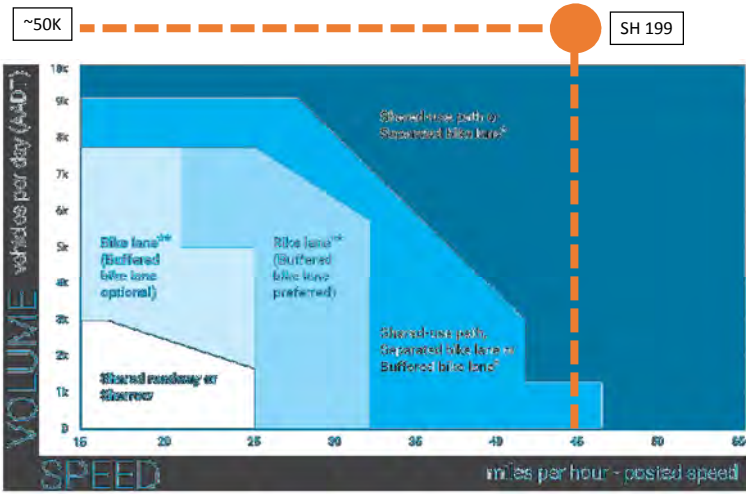 ~50K
SH 199
VOLUME vehicles per day (AADT)
10k
9k
8k
7k
6k
5k
4k
3k
2k
1k
0
Shared-use path or
Separated bike lane
Bike lane**
(Buffered
bike lane
optional)
Bike lane**
(Buffered
bike lane
preferred)
Shared-use path,
Separated bike lane or
Buffered bike lane
Shared roadway or
Sharrow
15
20
25
30
35
40
45
50
55
SPEED
miles per hour - posted speed